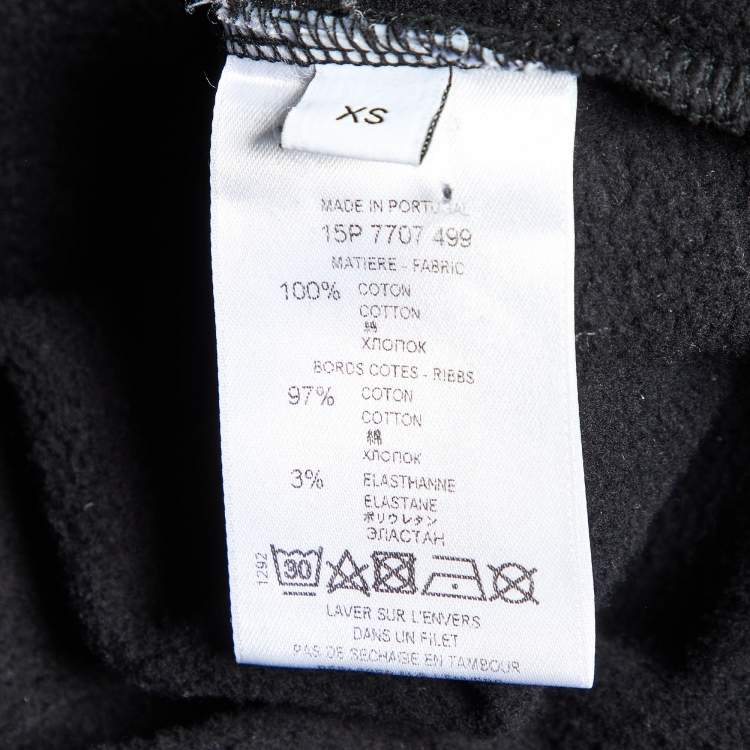 XS
MADE IN PORTUGAL
15P 7707 499
MATIERE - FABRIC
100% COTON
COTTON
綿
ХЛОПОК
BORDS COTES - RIBBS
97% COTON
COTTON
綿
ХЛОПОК
3% ELASTHANNE
ELASTANE
ポリウレタン
ЭЛАСТАН
1292
30
LAVER SUR L'ENVERS
DANS UN FILET
PAS DE SECHAGE EN TAMBOUR